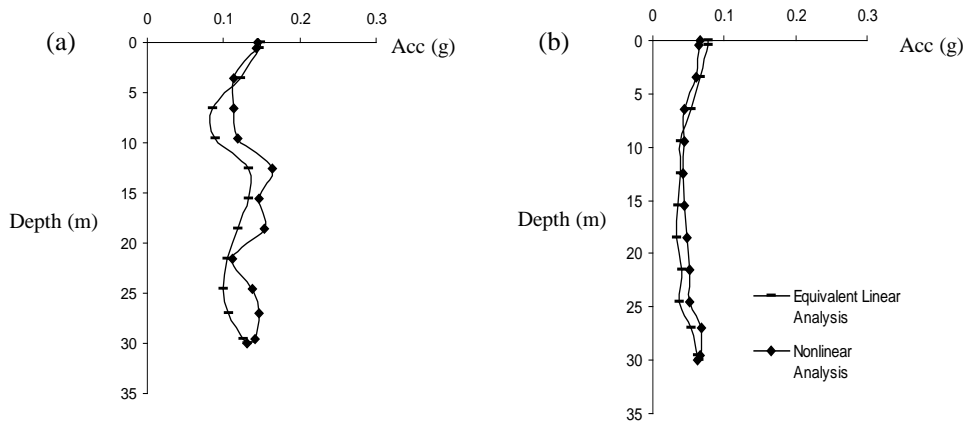 0 0.1 0.2 0.3
(a)
Acc (g)
0
5
10
15
Depth (m)
20
25
30
35
0 0.1 0.2 0.3
(b)
Acc (g)
0
5
10
15
Depth (m)
20
25
30
35
Equivalent Linear
Analysis
Nonlinear
Analysis